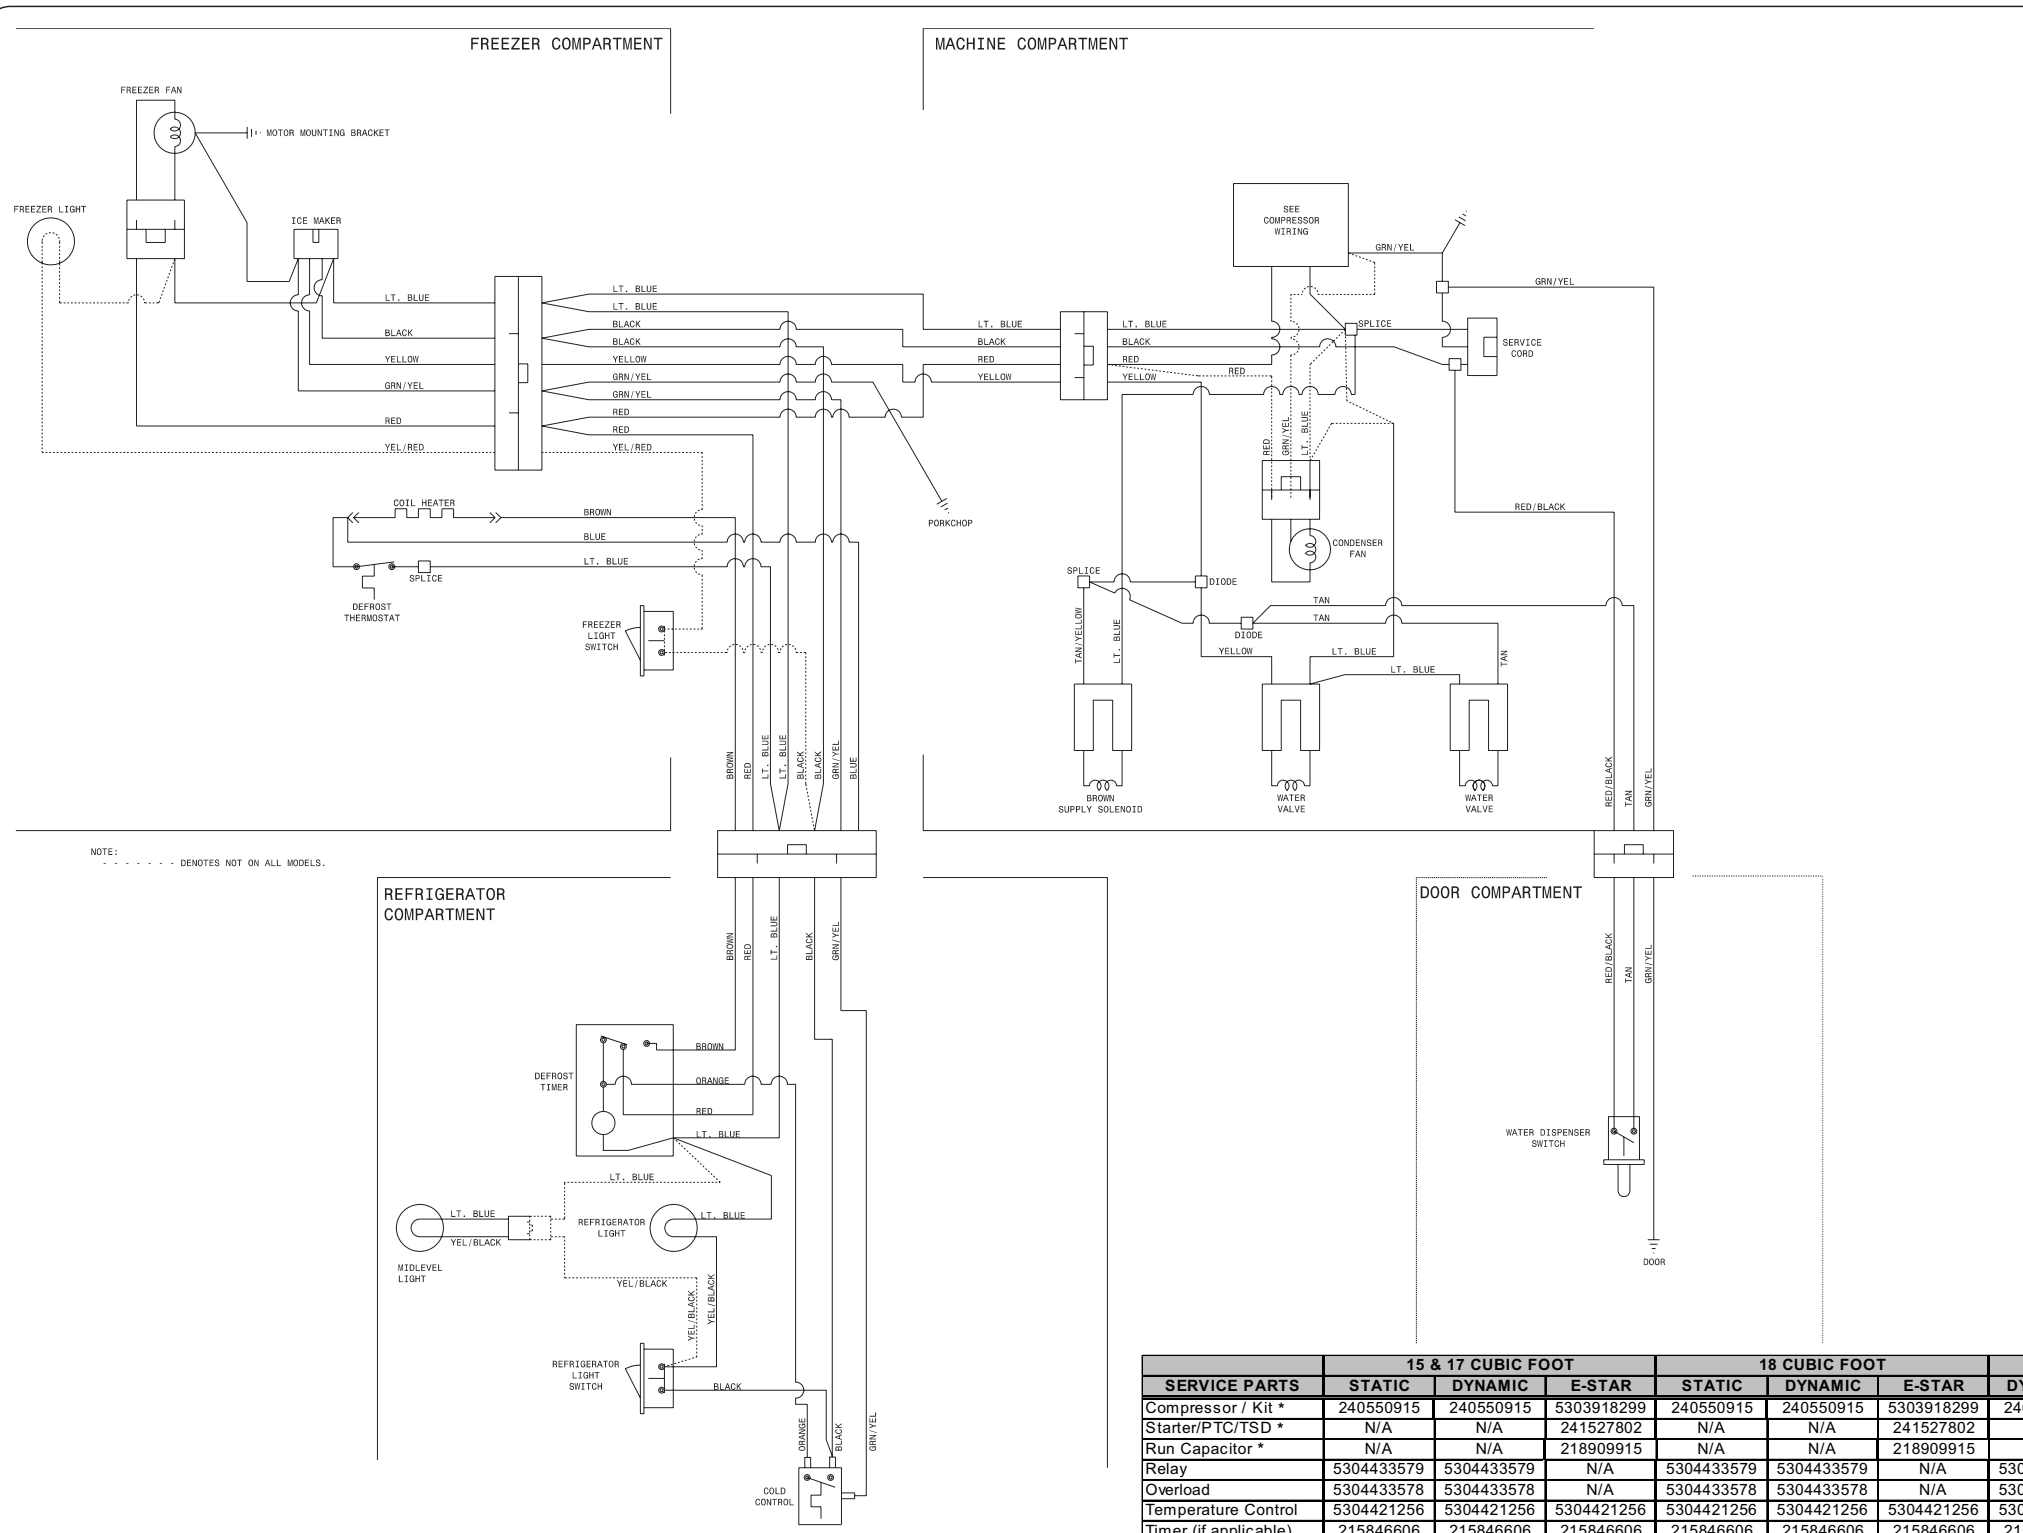 FREEZER COMPARTMENT
MACHINE COMPARTMENT
FREEZER FAN
MOTOR MOUNTING BRACKET
FREEZER LIGHT
ICE MAKER
SEE
COMPRESSOR
WIRING
GRN/YEL
GRN/YEL
LT. BLUE
LT. BLUE
LT. BLUE
BLACK
BLACK
BLACK
YELLOW
YELLOW
GRN/YEL
GRN/YEL
GRN/YEL
RED
RED
RED
YEL/RED
YEL/RED
LT. BLUE
BLACK
RED
YELLOW
LT. BLUE
BLACK
RED
YELLOW
RED
SPLICE
SERVICE
CORD
RED
GRN/YEL
LT. BLUE
PORKCHOP
COIL HEATER
BROWN
BLUE
LT. BLUE
SPLICE
DEFROST
THERMOSTAT
FREEZER
LIGHT
SWITCH
RED/BLACK
CONDENSER
FAN
SPLICE
DIODE
TAN
TAN
DIODE
TAN/YELLOW
LT. BLUE
YELLOW
LT. BLUE
LT. BLUE
TAN
BROWN
RED
LT. BLUE
LT. BLUE
BLACK
BLACK
GRN/YEL
BLUE
BROWN
SUPPLY SOLENOID
WATER
VALVE
WATER
VALVE
RED/BLACK
TAN
GRN/YEL
NOTE:
- - - - - - - DENOTES NOT ON ALL MODELS.
REFRIGERATOR
COMPARTMENT
DOOR COMPARTMENT
BROWN
RED
LT. BLUE
BLACK
GRN/YEL
RED/BLACK
TAN
GRN/YEL
DEFROST
TIMER
BROWN
ORANGE
RED
LT. BLUE
WATER DISPENSER
SWITCH
LT. BLUE
LT. BLUE
YEL/BLACK
MIDLEVEL
LIGHT
REFRIGERATOR
LIGHT
LT. BLUE
DOOR
YEL/BLACK
YEL/BLACK
YEL/BLACK
REFRIGERATOR
LIGHT
SWITCH
BLACK
ORANGE
BLACK
GRN/YEL
COLD
CONTROL
15 & 17 CUBIC FOOT 18 CUBIC FOOT
SERVICE PARTS STATIC DYNAMIC E-STAR STATIC DYNAMIC E-STAR
Compressor / Kit * 240550915 240550915 5303918299 240550915 240550915 5303918299
Starter/PTC/TSD * N/A N/A 241527802 N/A N/A 241527802
Run Capacitor * N/A N/A 218909915 N/A N/A 218909915
Relay 5304433579 5304433579 N/A 5304433579 5304433579 N/A
Overload 5304433578 5304433578 N/A 5304433578 5304433578 N/A
Temperature Control 5304421256 5304421256 5304421256 5304421256 5304421256 5304421256
Timer (if applicable) 215846606 215846606 215846606 215846606 215846606 215846606